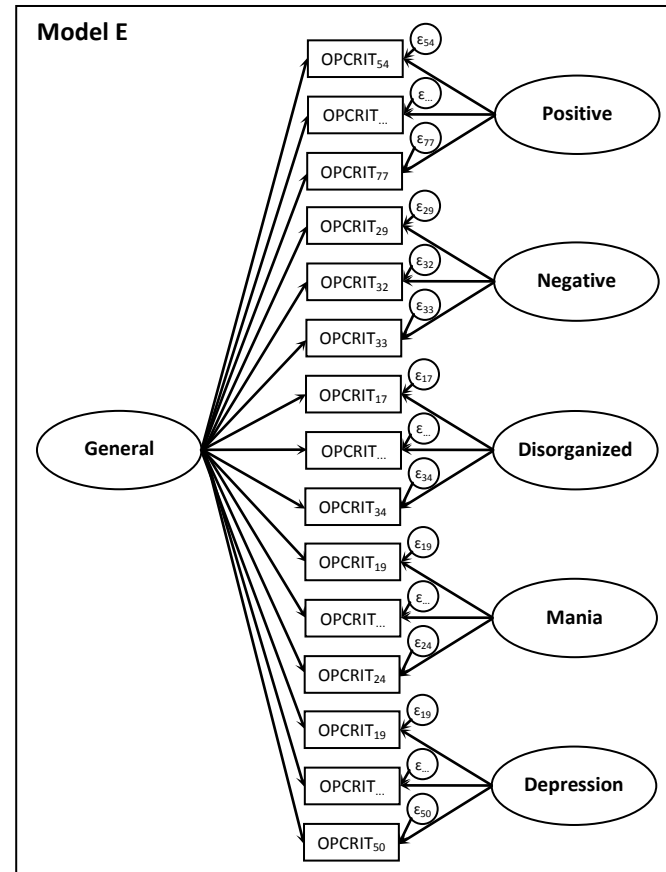 Model E
ε₅₄
OPCRIT₅₄
ε...
OPCRIT...
Positive
ε₇₇
OPCRIT₇₇
ε₂₉
OPCRIT₂₉
ε₃₂
OPCRIT₃₂
Negative
ε₃₃
OPCRIT₃₃
ε₁₇
OPCRIT₁₇
General
ε...
OPCRIT...
Disorganized
ε₃₄
OPCRIT₃₄
ε₁₉
OPCRIT₁₉
ε...
OPCRIT...
Mania
ε₂₄
OPCRIT₂₄
ε₁₉
OPCRIT₁₉
ε...
OPCRIT...
Depression
ε₅₀
OPCRIT₅₀